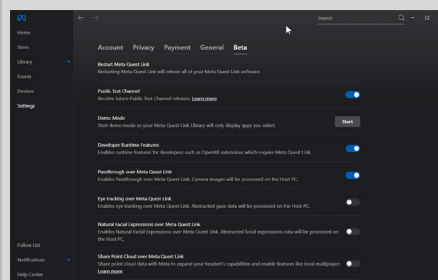 Search
Home
Store
Library
Events
Devices
Settings
Follow List
Notifications
Help Center
Account Privacy Payment General Beta
Restart Meta Quest Link
Restarting Meta Quest Link will reboot all of your Meta Quest Link software.
Public Test Channel
Receive future Public Test Channel releases. Learn more
Demo Mode
Start demo mode so your Meta Quest Link Library will only display apps you select.
Start
Developer Runtime Features
Enables runtime features for developers such as OpenXR extensions which require Meta Quest Link.
Passthrough over Meta Quest Link
Enables Passthrough over Meta Quest Link. Camera images will be processed on the Host PC.
Eye tracking over Meta Quest Link
Enables eye tracking over Meta Quest Link. Abstracted gaze data will be processed on the Host PC.
Natural Facial Expressions over Meta Quest Link
Enables Natural Facial Expressions over Meta Quest Link. Abstracted facial expressions data will be processed on
the Host PC.
Share Point Cloud over Meta Quest Link
Share point cloud data with Meta to expand your headset's capabilities and enable features like local multiplayer.
Learn more